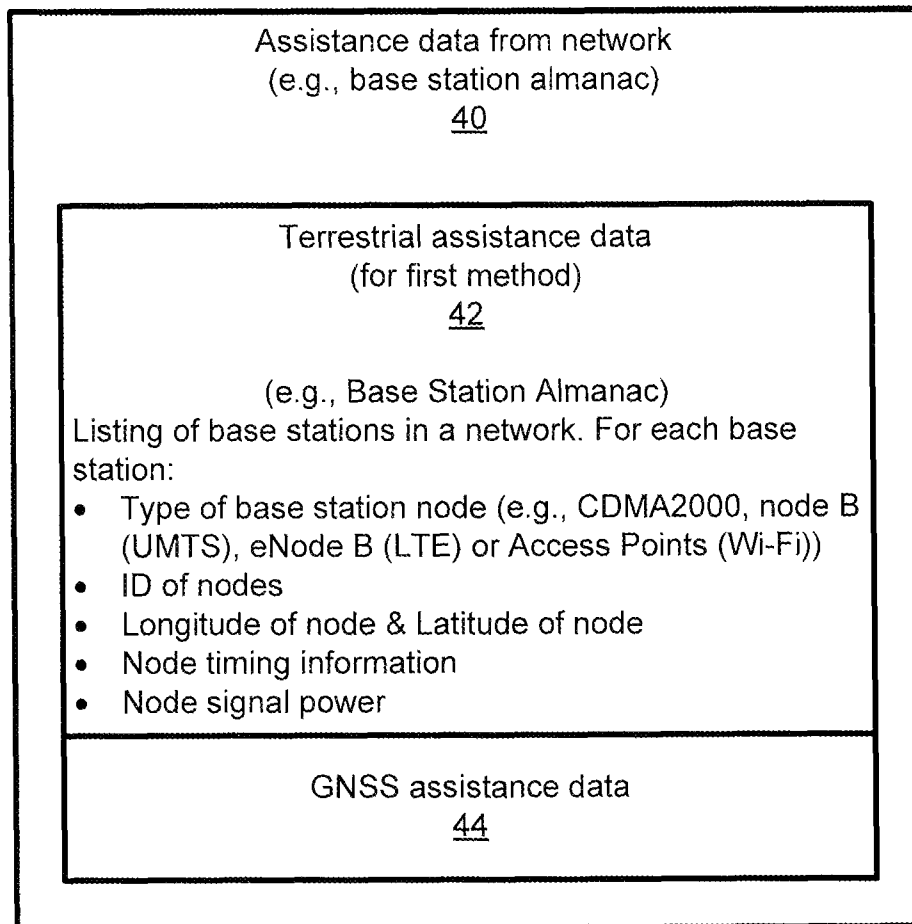 Assistance data from network
(e.g., base station almanac)
40
Terrestrial assistance data
(for first method)
42
(e.g., Base Station Almanac)
Listing of base stations in a network. For each base
station:
• Type of base station node (e.g., CDMA2000, node B
(UMTS), eNode B (LTE) or Access Points (Wi-Fi))
• ID of nodes
• Longitude of node & Latitude of node
• Node timing information
• Node signal power
GNSS assistance data
44